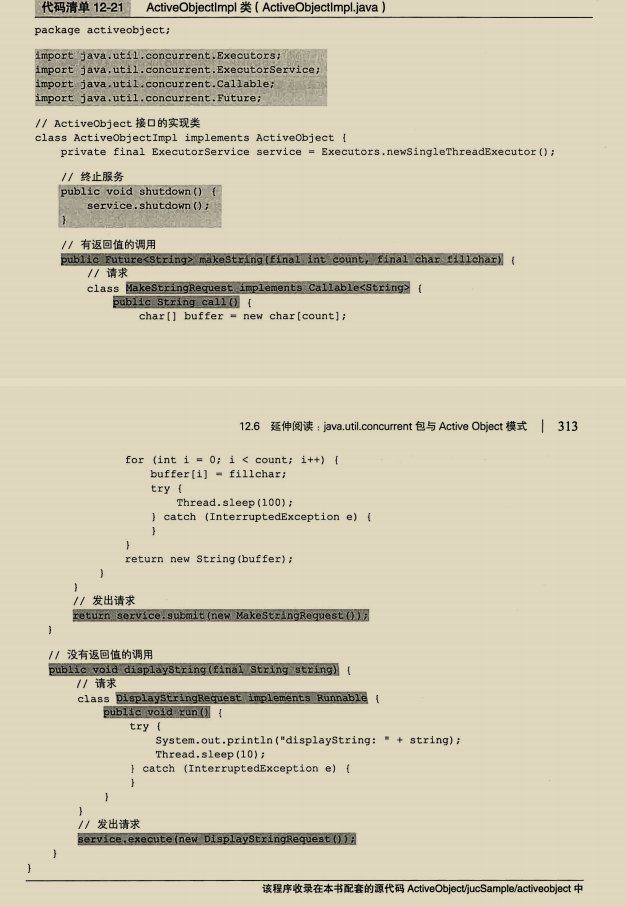 代码清单 12-21 ActiveObjectImpl 类 ( ActiveObjectImpl.java )
package activeobject;
import java.util.concurrent.Executors;
import java.util.concurrent.ExecutorService;
import java.util.concurrent.Callable;
import java.util.concurrent.Future;
// ActiveObject 接口的实现类
class ActiveObjectImpl implements ActiveObject {
private final ExecutorService service = Executors.newSingleThreadExecutor();
// 终止服务
public void shutdown() {
service.shutdown();
}
// 有返回值的调用
public Future<String> makeString(final int count, final char fillchar) {
// 请求
class MakeStringRequest implements Callable<String> {
public String call() {
char[] buffer = new char[count];
12.6 延伸阅读：java.util.concurrent 包与 Active Object 模式 | 313
for (int i = 0; i < count; i++) {
buffer[i] = fillchar;
try {
Thread.sleep(100);
} catch (InterruptedException e) {
}
}
return new String(buffer);
}
}
// 发出请求
return service.submit(new MakeStringRequest());
}
// 没有返回值的调用
public void displayString(final String string) {
// 请求
class DisplayStringRequest implements Runnable {
public void run() {
try {
System.out.println("displayString: " + string);
Thread.sleep(10);
} catch (InterruptedException e) {
}
}
}
// 发出请求
service.execute(new DisplayStringRequest());
}
}
该程序收录在本书配套的源代码 ActiveObject/jucSample/activeobject 中